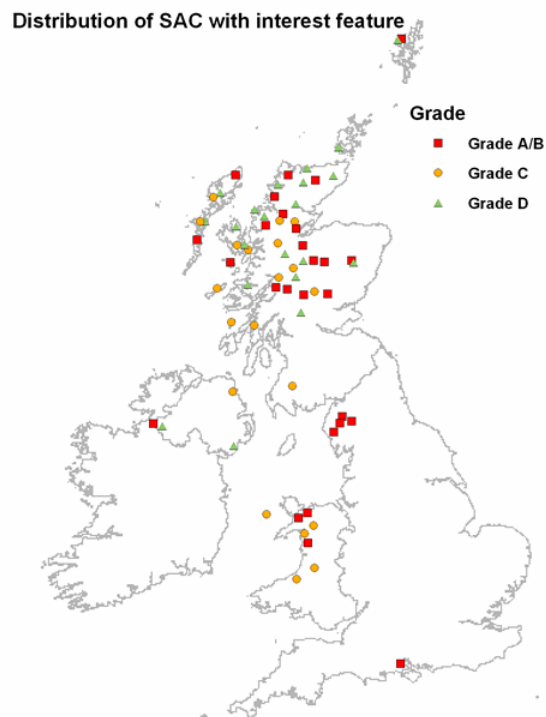 Distribution of SAC with interest feature
Grade
Grade A/B
Grade C
Grade D